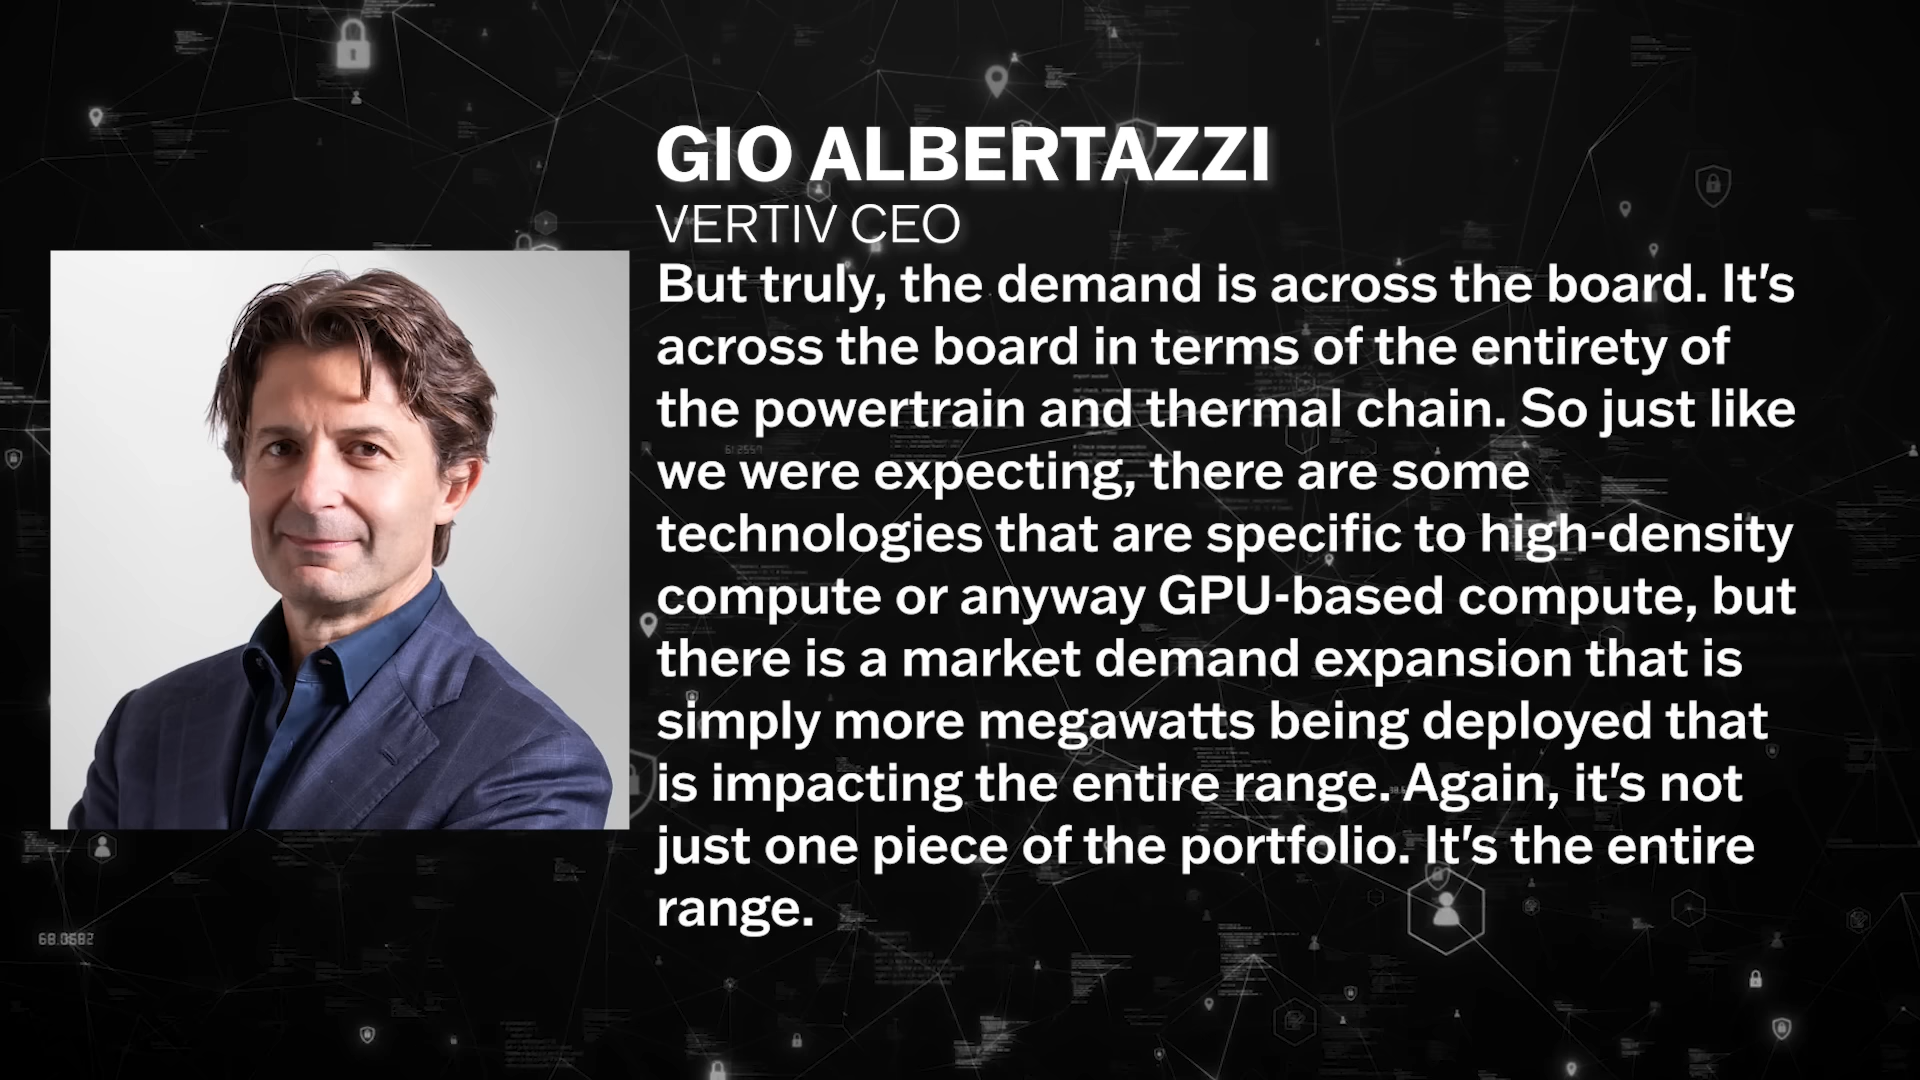 GIO ALBERTAZZI
VERTIV CEO
But truly, the demand is across the board. It's
across the board in terms of the entirety of
the powertrain and thermal chain. So just like
we were expecting, there are some
technologies that are specific to high-density
compute or anyway GPU-based compute, but
there is a market demand expansion that is
simply more megawatts being deployed that
is impacting the entire range. Again, it's not
just one piece of the portfolio. It's the entire
range.